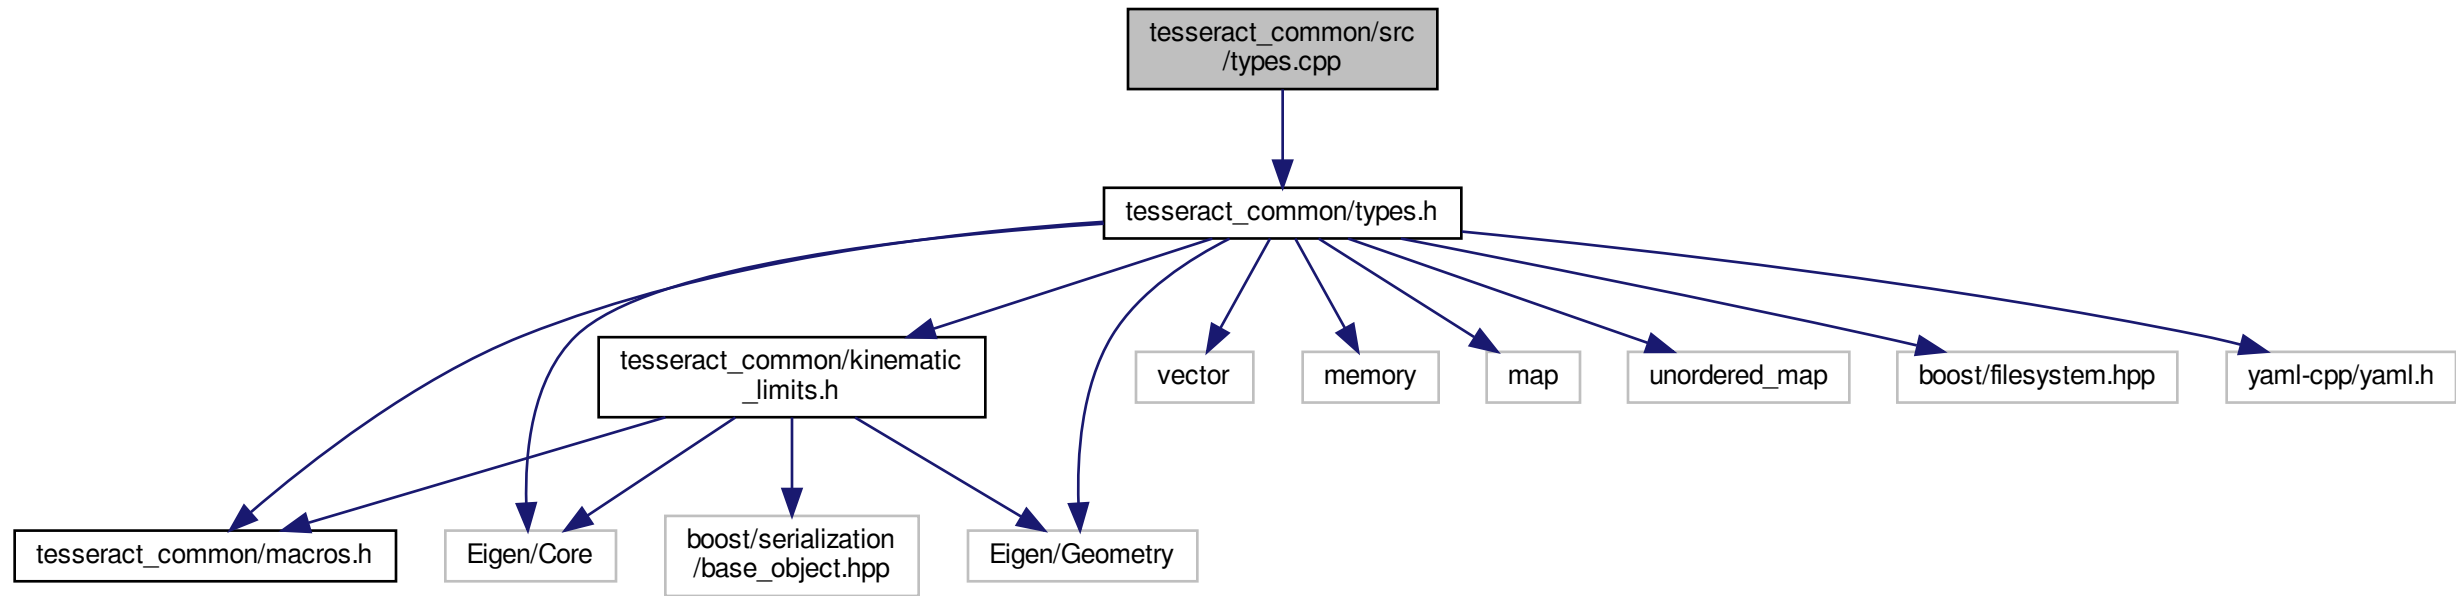 tesseract_common/src
/types.cpp
tesseract_common/types.h
tesseract_common/kinematic
_limits.h
vector
memory
map
unordered_map
boost/filesystem.hpp
yaml-cpp/yaml.h
tesseract_common/macros.h
Eigen/Core
boost/serialization
/base_object.hpp
Eigen/Geometry